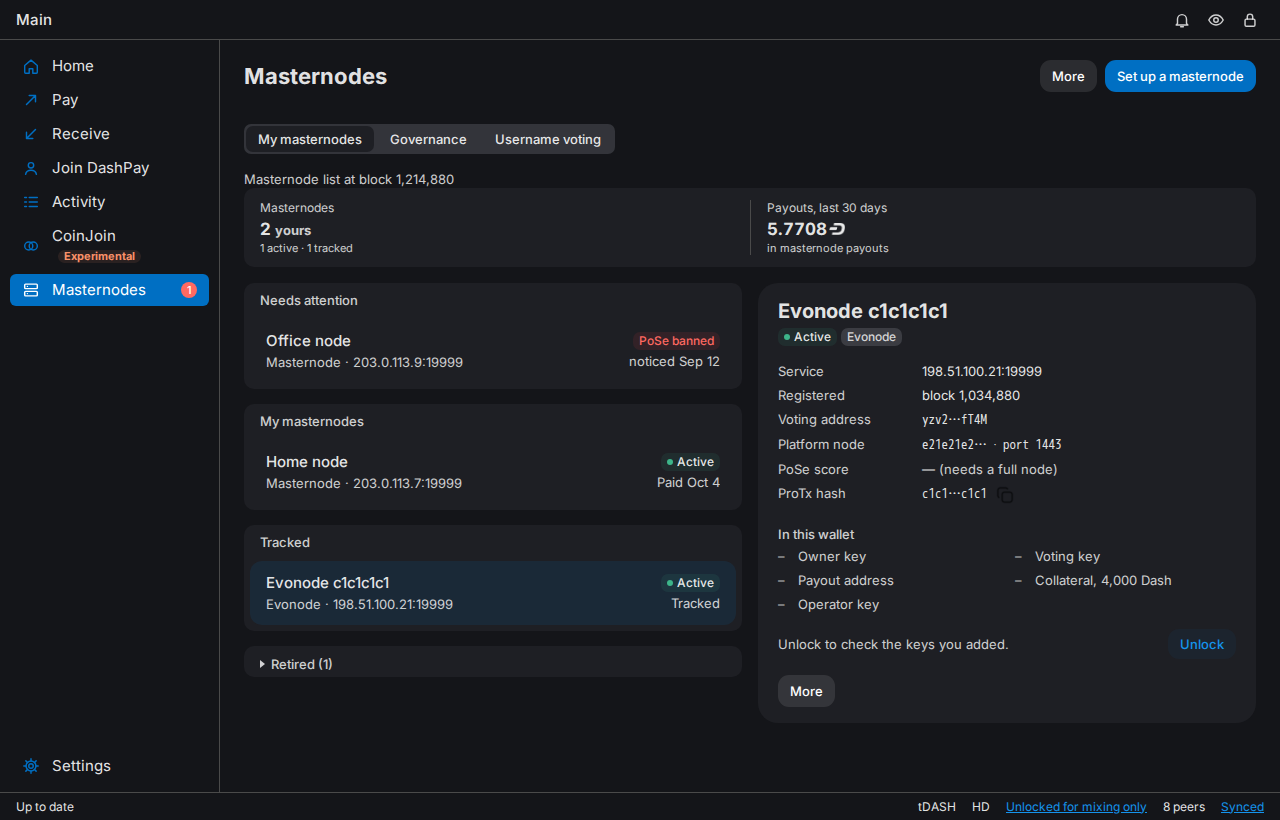 Main
Home
Pay
Receive
Join DashPay
Activity
CoinJoin
Experimental
Masternodes
1
Settings
Masternodes
More
Set up a masternode
My masternodes
Governance
Username voting
Masternode list at block 1,214,880
Masternodes
2 yours
1 active · 1 tracked
Payouts, last 30 days
5.7708
in masternode payouts
Needs attention
Office node
PoSe banned
Masternode · 203.0.113.9:19999
noticed Sep 12
My masternodes
Home node
Active
Masternode · 203.0.113.7:19999
Paid Oct 4
Tracked
Evonode c1c1c1c1
Active
Evonode · 198.51.100.21:19999
Tracked
Retired (1)
Evonode c1c1c1c1
Active
Evonode
Service 198.51.100.21:19999
Registered block 1,034,880
Voting address yzv2···fT4M
Platform node e21e21e2··· · port 1443
PoSe score — (needs a full node)
ProTx hash c1c1···c1c1
In this wallet
– Owner key
– Voting key
– Payout address
– Collateral, 4,000 Dash
– Operator key
Unlock to check the keys you added.
Unlock
More
Up to date
tDASH
HD
Unlocked for mixing only
8 peers
Synced